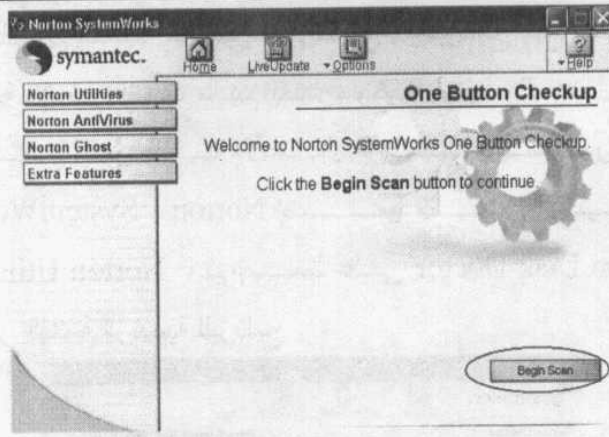 Norton SystemWorks
symantec.
Home
LiveUpdate
Options
Help
Norton Utilities
Norton AntiVirus
Norton Ghost
Extra Features
One Button Checkup
Welcome to Norton SystemWorks One Button Checkup.
Click the Begin Scan button to continue.
Begin Scan